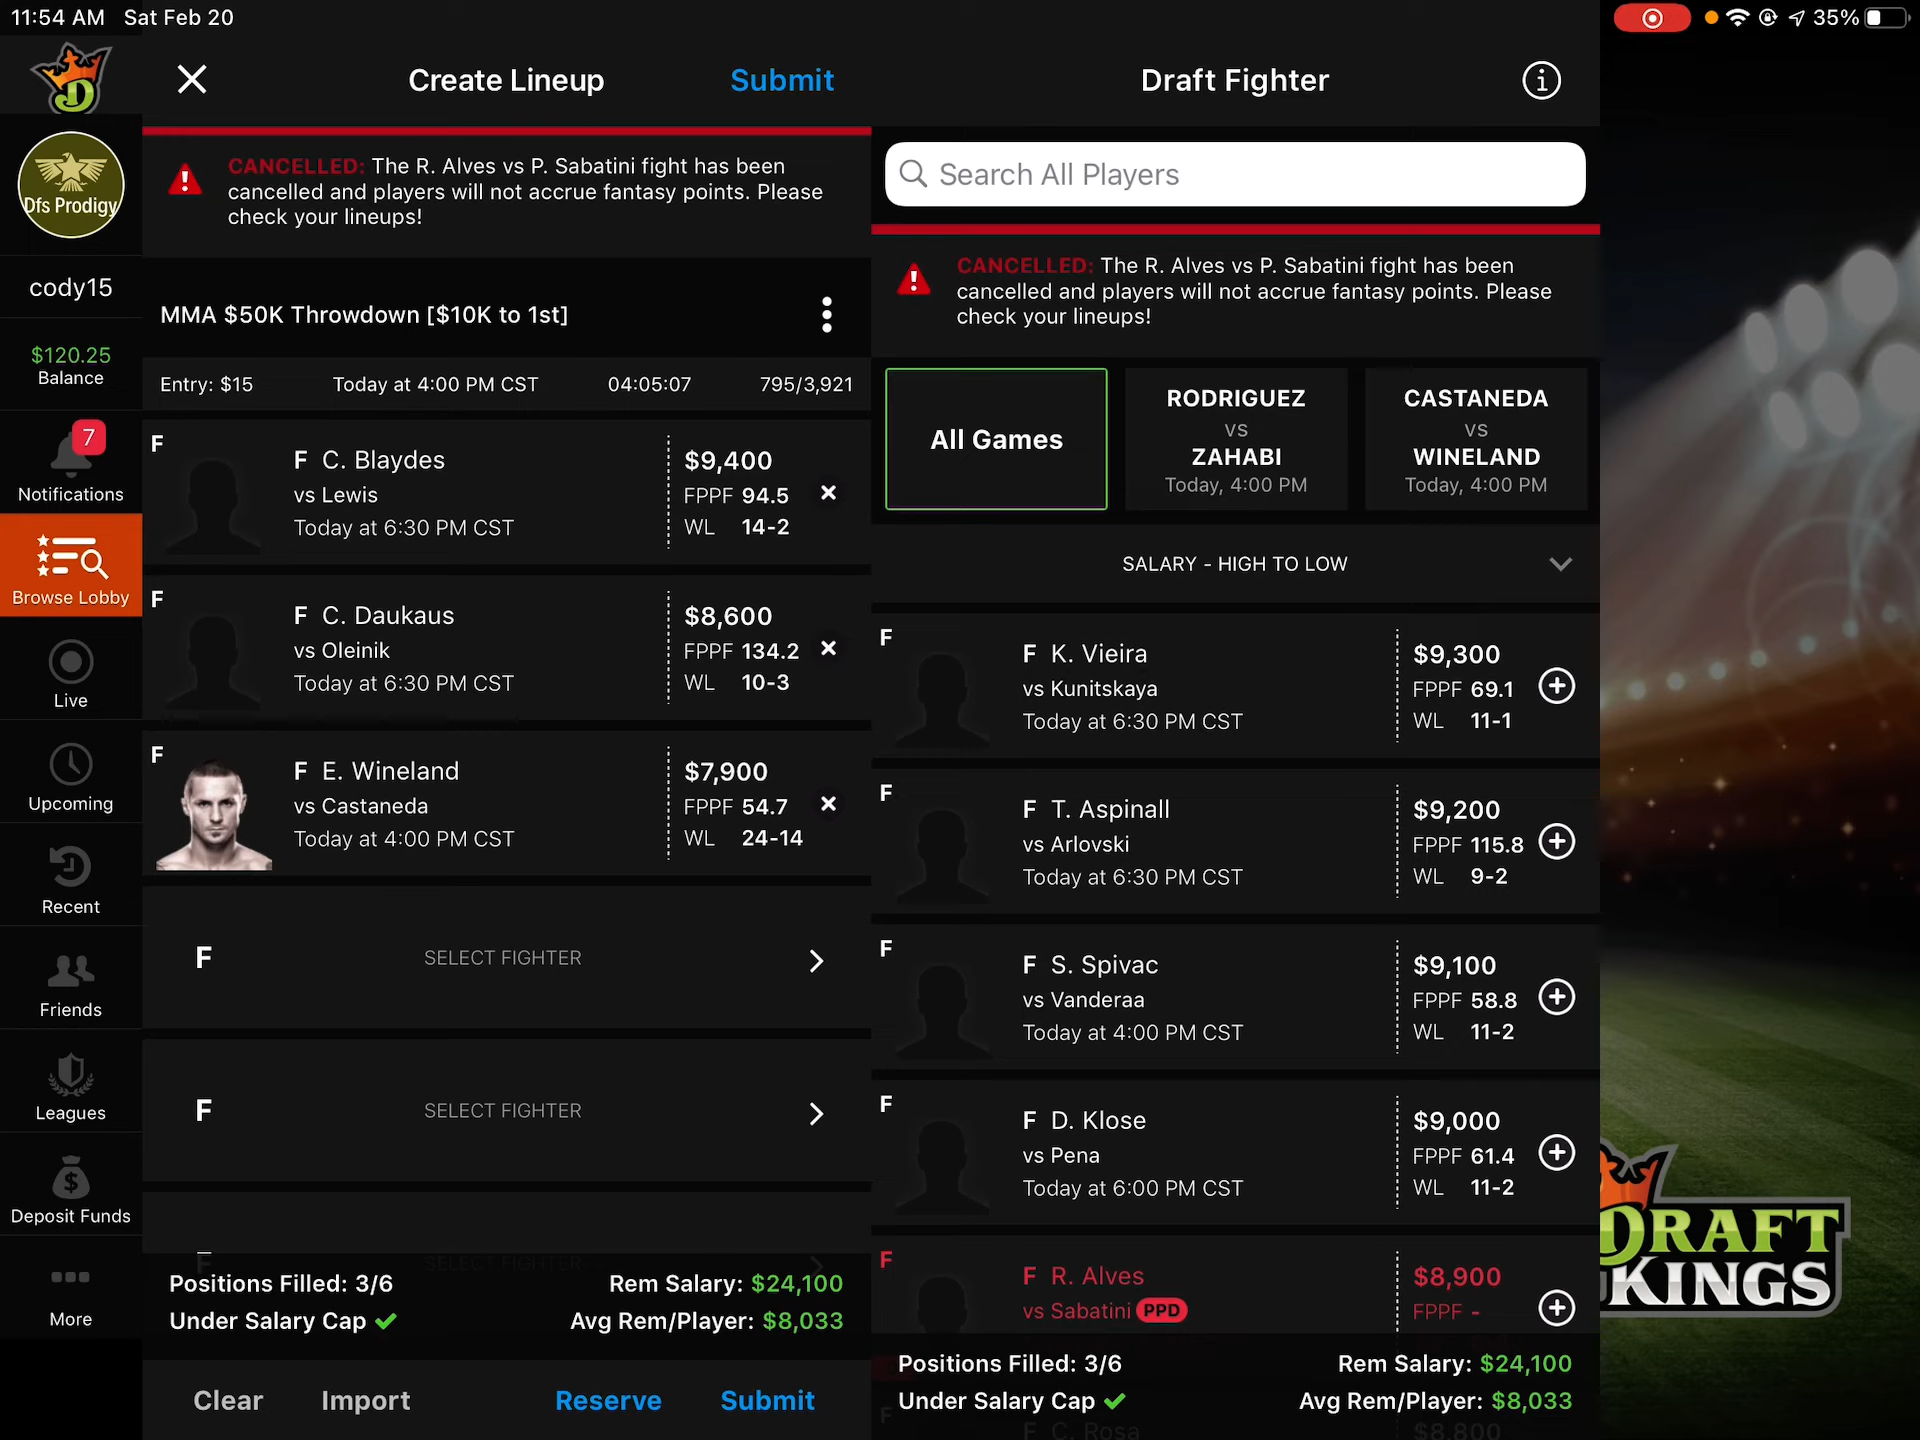 11:54 AM Sat Feb 20
35%
Dfs Prodigy
cody15
$120.25
Balance
7
Notifications
Browse Lobby
Live
Upcoming
Recent
Friends
Leagues
Deposit Funds
More
Create Lineup
Submit
CANCELLED: The R. Alves vs P. Sabatini fight has been
cancelled and players will not accrue fantasy points. Please
check your lineups!
MMA $50K Throwdown [$10K to 1st]
Entry: $15 Today at 4:00 PM CST 04:05:07 795/3,921
F
F C. Blaydes $9,400
vs Lewis FPPF 94.5
Today at 6:30 PM CST WL 14-2
F
F C. Daukaus $8,600
vs Oleinik FPPF 134.2
Today at 6:30 PM CST WL 10-3
F
F E. Wineland $7,900
vs Castaneda FPPF 54.7
Today at 4:00 PM CST WL 24-14
F SELECT FIGHTER
F SELECT FIGHTER
F SELECT FIGHTER
Positions Filled: 3/6 Rem Salary: $24,100
Under Salary Cap Avg Rem/Player: $8,033
Clear Import Reserve Submit
Draft Fighter
Search All Players
CANCELLED: The R. Alves vs P. Sabatini fight has been
cancelled and players will not accrue fantasy points. Please
check your lineups!
All Games
RODRIGUEZ
VS
ZAHABI
Today, 4:00 PM
CASTANEDA
VS
WINELAND
Today, 4:00 PM
SALARY - HIGH TO LOW
F
F K. Vieira $9,300
vs Kunitskaya FPPF 69.1
Today at 6:30 PM CST WL 11-1
F
F T. Aspinall $9,200
vs Arlovski FPPF 115.8
Today at 6:30 PM CST WL 9-2
F
F S. Spivac $9,100
vs Vanderaa FPPF 58.8
Today at 4:00 PM CST WL 11-2
F
F D. Klose $9,000
vs Pena FPPF 61.4
Today at 6:00 PM CST WL 11-2
F
F R. Alves $8,900
vs Sabatini PPD FPPF -
Positions Filled: 3/6 Rem Salary: $24,100
Under Salary Cap Avg Rem/Player: $8,033
F C. Rosa $8,800
DRAFT
KINGS